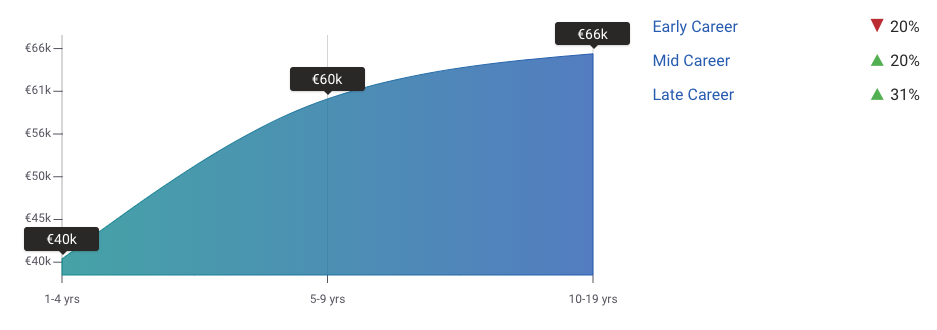 €66k
€61k
€56k
€50k
€45k
€40k
€40k
€60k
€66k
1-4 yrs
5-9 yrs
10-19 yrs
Early Career 20%
Mid Career 20%
Late Career 31%